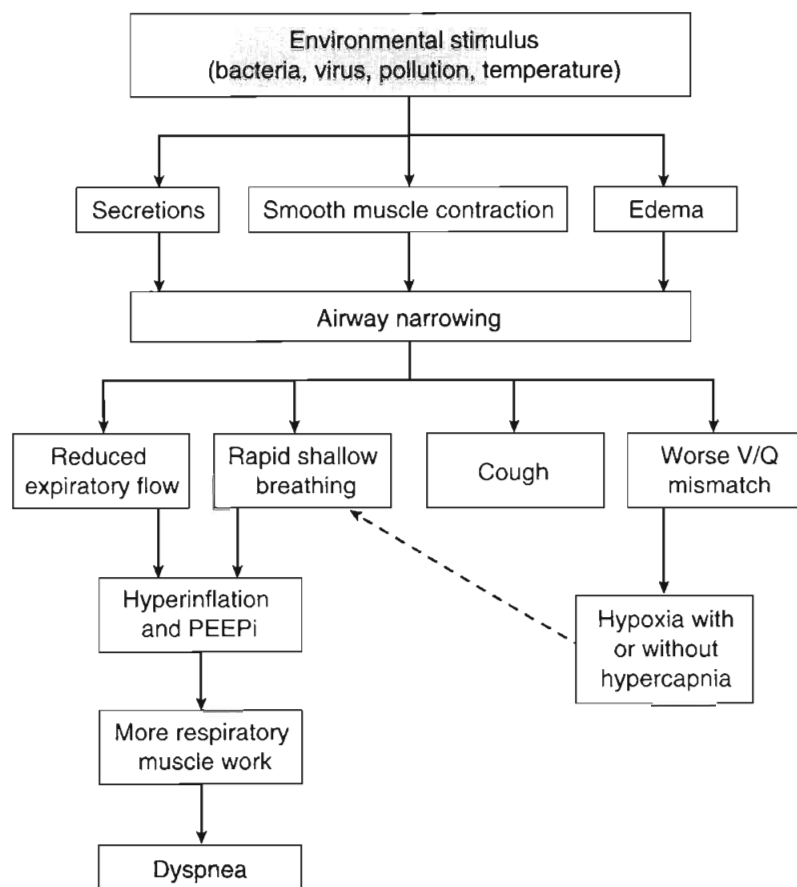 Environmental stimulus
(bacteria, virus, pollution, temperature)
Secretions
Smooth muscle contraction
Edema
Airway narrowing
Reduced
expiratory flow
Rapid shallow
breathing
Cough
Worse V/Q
mismatch
Hyperinflation
and PEEPi
Hypoxia with
or without
hypercapnia
More respiratory
muscle work
Dyspnea